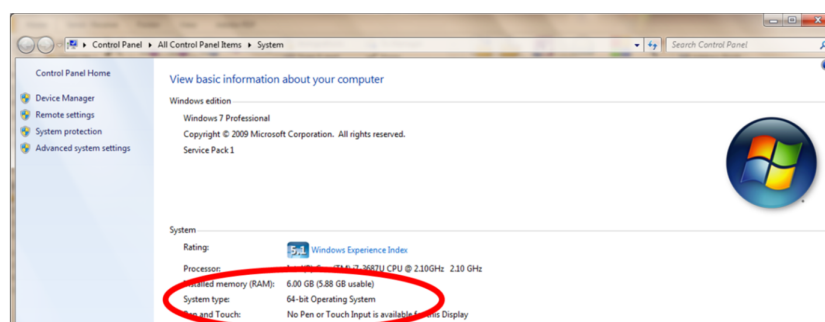 Control Panel ▸ All Control Panel Items ▸ System
Search Control Panel
Control Panel Home
Device Manager
Remote settings
System protection
Advanced system settings
View basic information about your computer
Windows edition
Windows 7 Professional
Copyright © 2009 Microsoft Corporation. All rights reserved.
Service Pack 1
System
Rating:
5,1 Windows Experience Index
Processor: CPU @ 2.10GHz 2.10 GHz
Installed memory (RAM): 6.00 GB (5.88 GB usable)
System type: 64-bit Operating System
Pen and Touch: No Pen or Touch Input is available for this Display